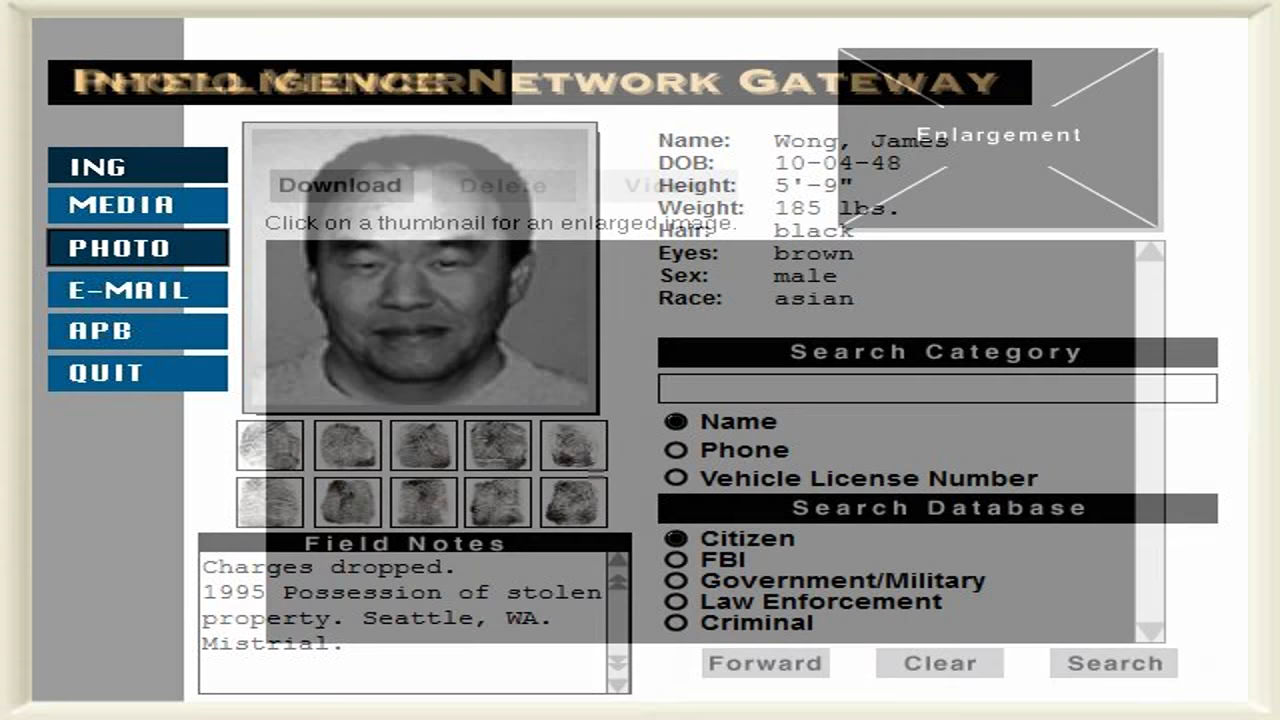 INTELLIGENCE NETWORK GATEWAY
Enlargement
ING
MEDIA
PHOTO
E-MAIL
APB
QUIT
Download Delete
Click on a thumbnail for an enlarged image.
Name: Wong, James
DOB: 10-04-48
Height: 5'-9"
Weight: 185 lbs.
Hair: black
Eyes: brown
Sex: male
Race: asian
Search Category
Name
Phone
Vehicle License Number
Search Database
Citizen
FBI
Government/Military
Law Enforcement
Criminal
Forward Clear Search
Field Notes
Charges dropped.
1995 Possession of stolen
property. Seattle, WA.
Mistrial.